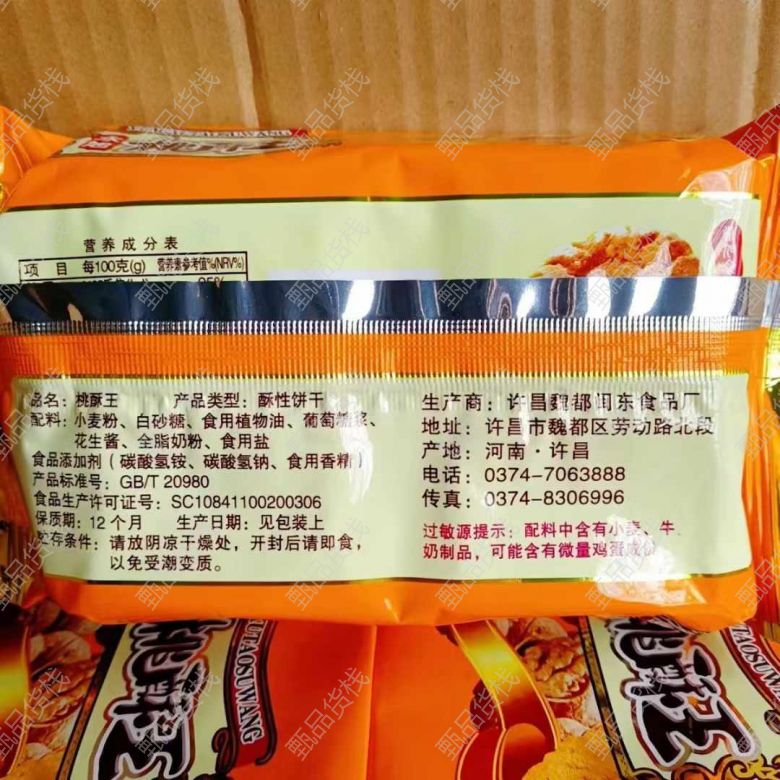 营养成分表
项 目 每100克(g) 营养素参考值%(NRV%)
品名：桃酥王 产品类型：酥性饼干
配料：小麦粉、白砂糖、食用植物油、葡萄糖浆、
花生酱、全脂奶粉、食用盐
食品添加剂（碳酸氢铵、碳酸氢钠、食用香精）
产品标准号：GB/T 20980
食品生产许可证号：SC10841100200306
保质期：12个月 生产日期：见包装上
贮存条件：请放阴凉干燥处，开封后请即食，
以免受潮变质。
生产商：许昌魏都闽东食品厂
地址：许昌市魏都区劳动路北段
产地：河南·许昌
电话：0374-7063888
传真：0374-8306996
过敏源提示：配料中含有小麦、牛
奶制品，可能含有微量鸡蛋成份
桃酥王
TAOSUWANG
甄品货栈